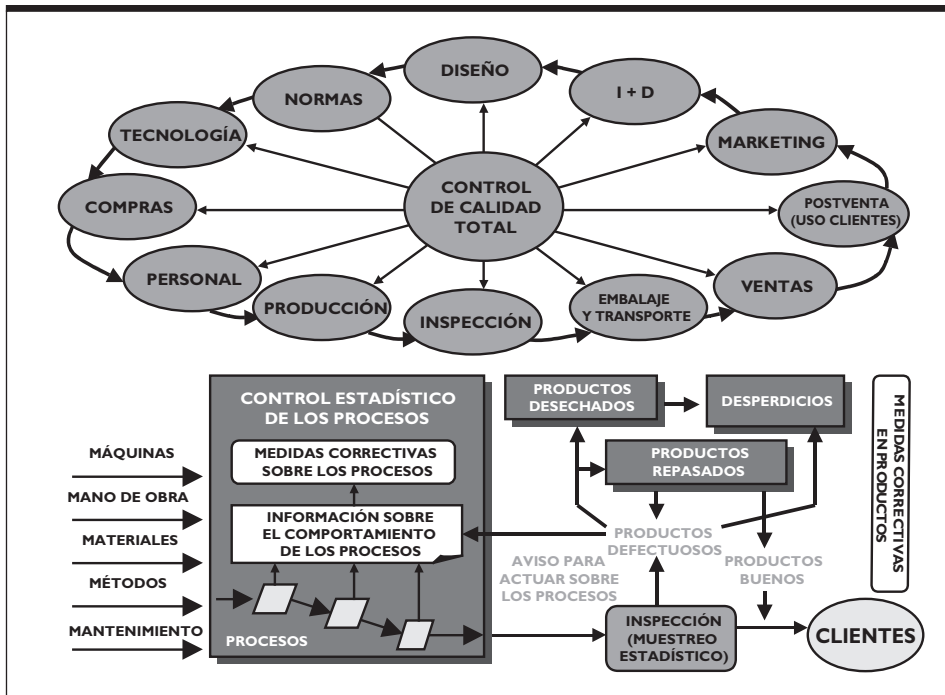 DISEÑO
NORMAS
I + D
TECNOLOGÍA
MARKETING
CONTROL
DE CALIDAD
TOTAL
COMPRAS
POSTVENTA
(USO CLIENTES)
PERSONAL
VENTAS
PRODUCCIÓN
INSPECCIÓN
EMBALAJE
Y TRANSPORTE
CONTROL ESTADÍSTICO
DE LOS PROCESOS
MEDIDAS CORRECTIVAS
SOBRE LOS PROCESOS
INFORMACIÓN SOBRE
EL COMPORTAMIENTO
DE LOS PROCESOS
PROCESOS
MÁQUINAS
MANO DE OBRA
MATERIALES
MÉTODOS
MANTENIMIENTO
PRODUCTOS
DESECHADOS
DESPERDICIOS
PRODUCTOS
REPASADOS
PRODUCTOS
DEFECTUOSOS
AVISO PARA
ACTUAR SOBRE
LOS PROCESOS
PRODUCTOS
BUENOS
INSPECCIÓN
(MUESTREO
ESTADÍSTICO)
CLIENTES
MEDIDAS CORRECTIVAS
EN PRODUCTOS